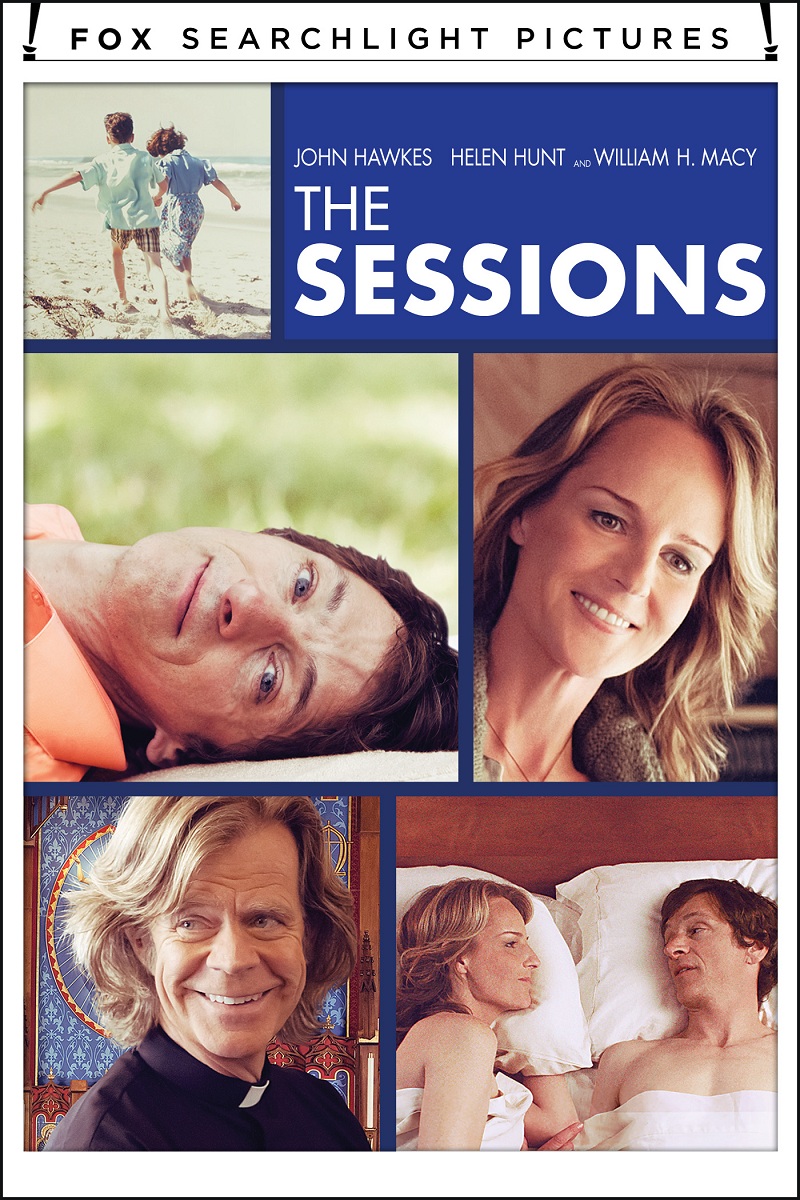 FOX SEARCHLIGHT PICTURES
JOHN HAWKES HELEN HUNT AND WILLIAM H. MACY
THE
SESSIONS